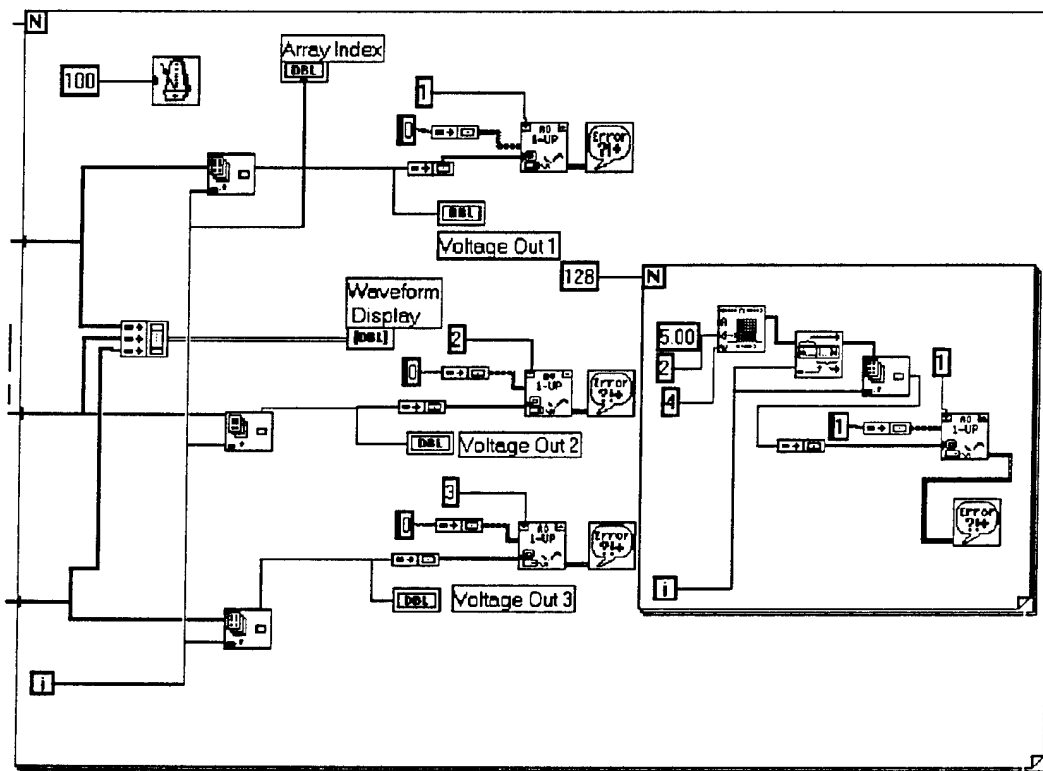 N
100
Array Index
DBL
1
0
AO
1-UP
Error
?!+
DBL
Voltage Out 1
128
N
Waveform
Display
[DBL]
2
0
1-UP
Error
?!+
DBL
Voltage Out 2
5.00
2
4
1
1
AO
1-UP
Error
?!+
3
0
AO
1-UP
Error
?!+
DBL
Voltage Out 3
i
i